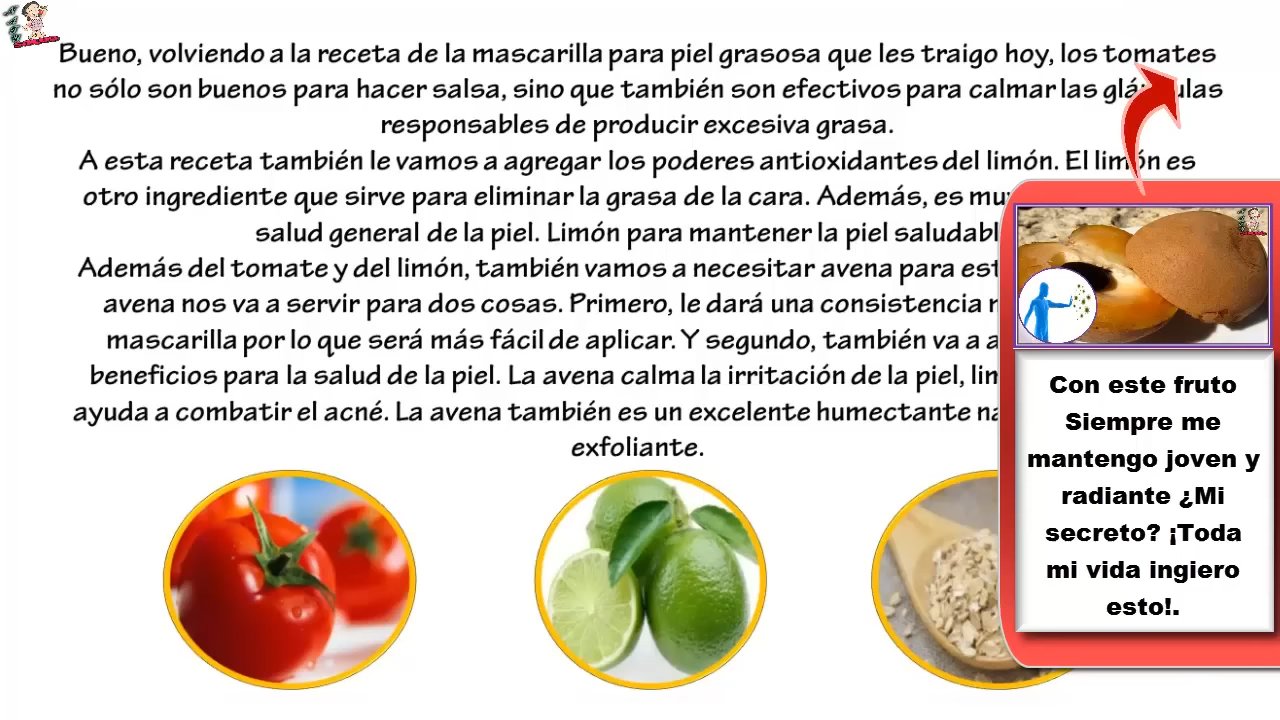 Bueno, volviendo a la receta de la mascarilla para piel grasosa que les traigo hoy, los tomates
no sólo son buenos para hacer salsa, sino que también son efectivos para calmar las
responsables de producir excesiva grasa.
A esta receta también le vamos a agregar los poderes antioxidantes del limón. El limón es
otro ingrediente que sirve para eliminar la grasa de la cara. Además, es
salud general de la piel. Limón para mantener la piel
Además del tomate y del limón, también vamos a necesitar avena para
avena nos va a servir para dos cosas. Primero, le dará una consistencia
mascarilla por lo que será más fácil de aplicar. Y segundo, también va a
beneficios para la salud de la piel. La avena calma la irritación de la piel,
ayuda a combatir el acné. La avena también es un excelente humectante
exfoliante.
Con este fruto
Siempre me
mantengo joven y
radiante ¿Mi
secreto? ¡Toda
mi vida ingiero
esto!.